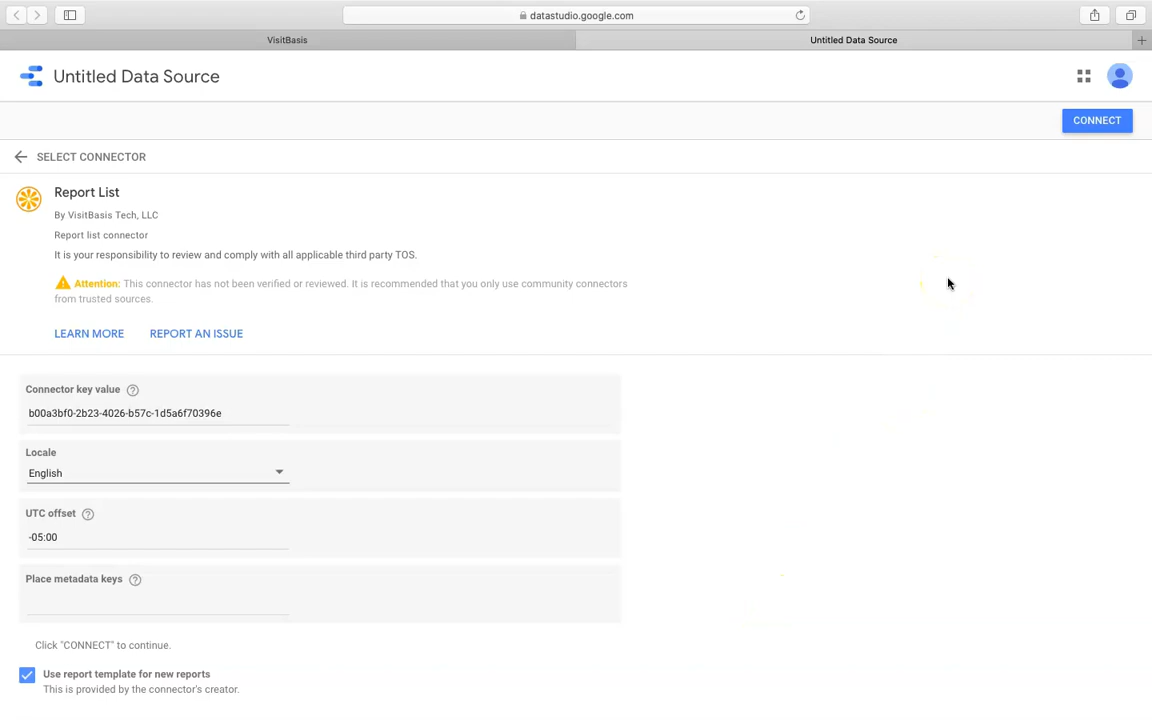 datastudio.google.com
VisitBasis
Untitled Data Source
Untitled Data Source
CONNECT
SELECT CONNECTOR
Report List
By VisitBasis Tech, LLC
Report list connector
It is your responsibility to review and comply with all applicable third party TOS.
Attention: This connector has not been verified or reviewed. It is recommended that you only use community connectors
from trusted sources.
LEARN MORE
REPORT AN ISSUE
Connector key value
b00a3bf0-2b23-4026-b57c-1d5a6f70396e
Locale
English
UTC offset
-05:00
Place metadata keys
Click "CONNECT" to continue.
Use report template for new reports
This is provided by the connector's creator.